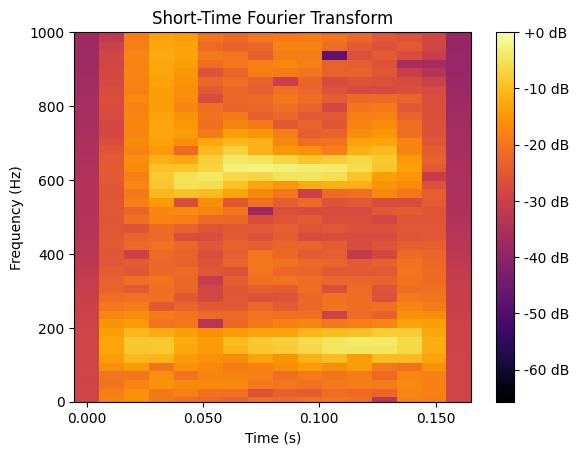 Short-Time Fourier Transform
Frequency (Hz)
1000
800
600
400
200
0
0.000 0.050 0.100 0.150
Time (s)
+0 dB
-10 dB
-20 dB
-30 dB
-40 dB
-50 dB
-60 dB